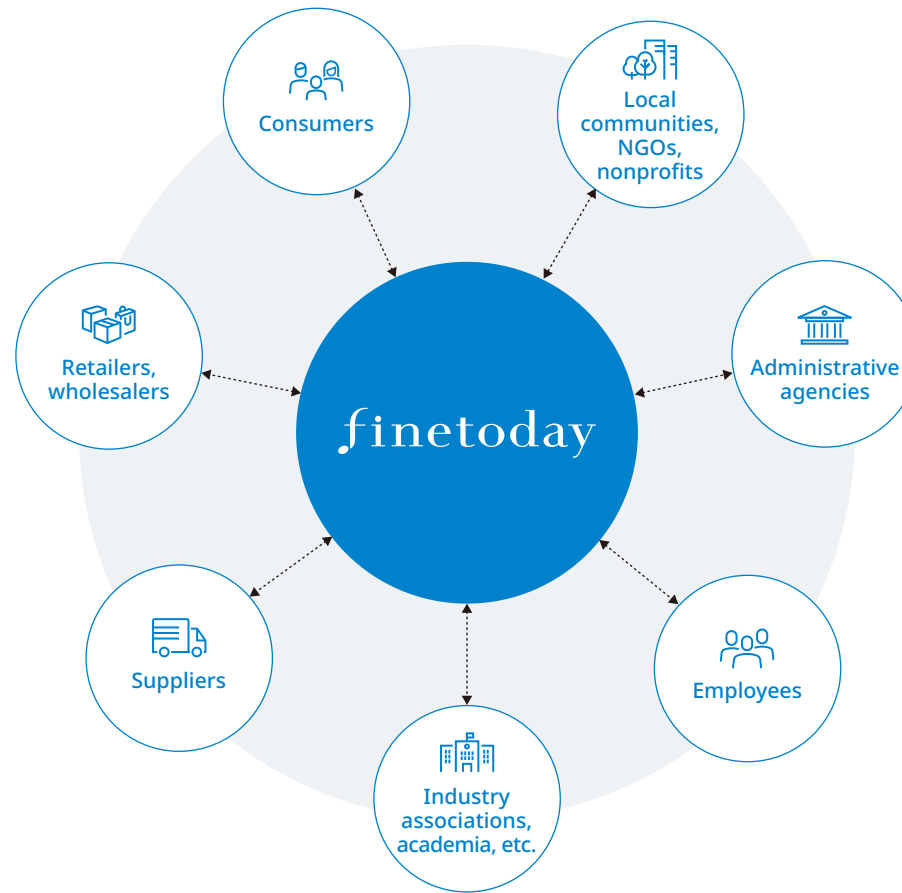 Consumers
Local
communities,
NGOs,
nonprofits
Retailers,
wholesalers
Administrative
agencies
finetoday
Suppliers
Employees
Industry
associations,
academia, etc.